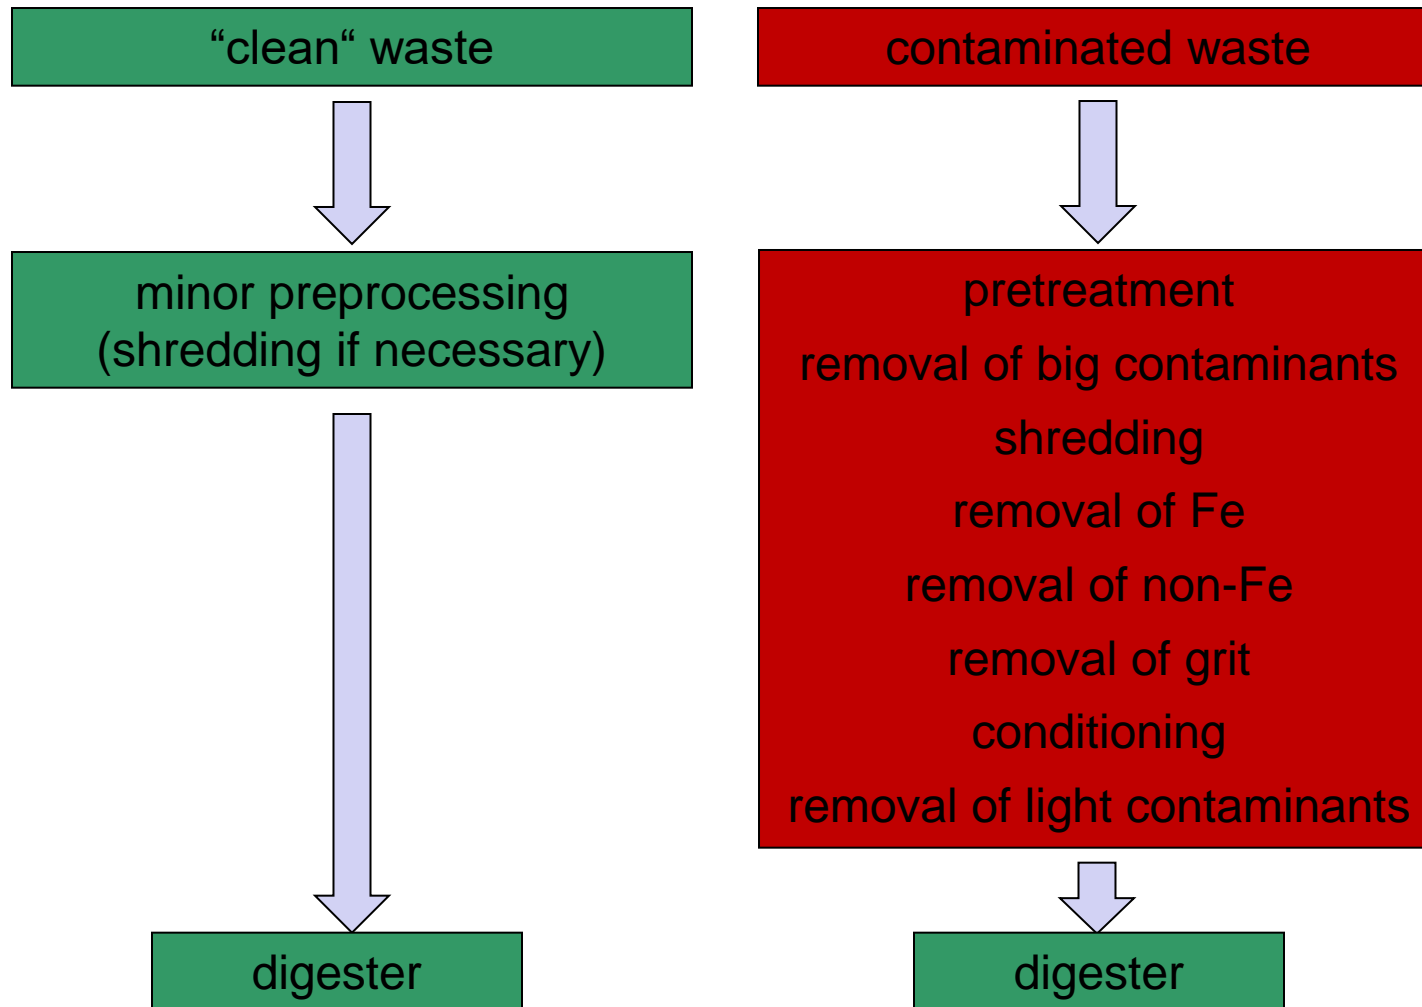 “clean“ waste
minor preprocessing
(shredding if necessary)
digester
contaminated waste
pretreatment
removal of big contaminants
shredding
removal of Fe
removal of non-Fe
removal of grit
conditioning
removal of light contaminants
digester